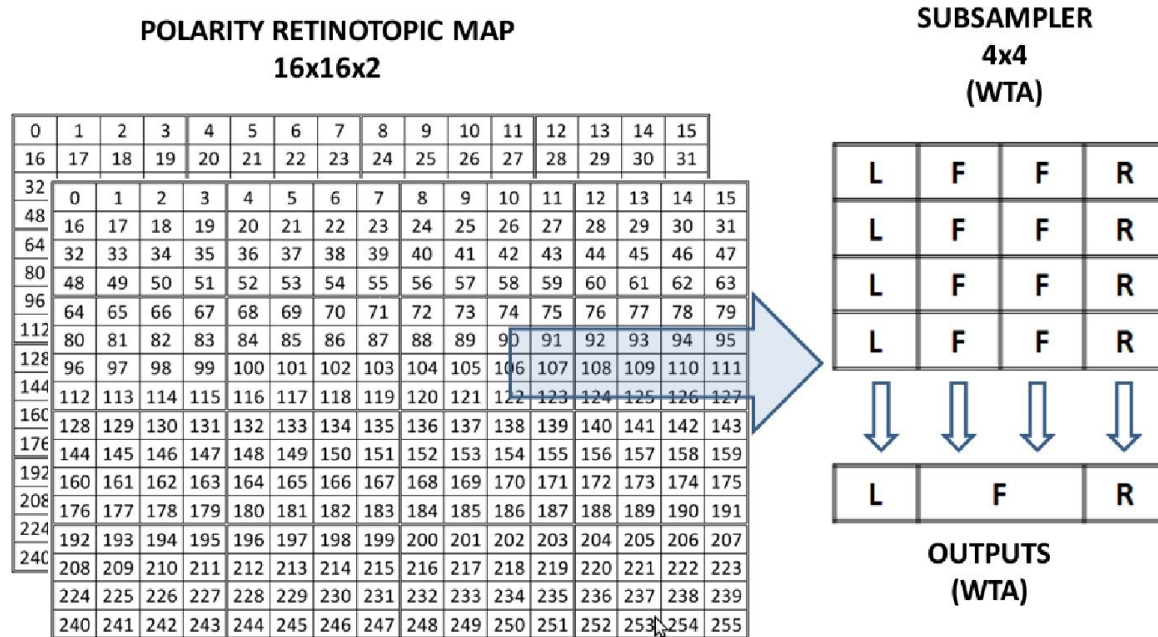 POLARITY RETINOTOPIC MAP
16x16x2
0 1 2 3 4 5 6 7 8 9 10 11 12 13 14 15
16 17 18 19 20 21 22 23 24 25 26 27 28 29 30 31
32
48
64
80
96
112
128
144
160
176
192
208
224
240
0 1 2 3 4 5 6 7 8 9 10 11 12 13 14 15
16 17 18 19 20 21 22 23 24 25 26 27 28 29 30 31
32 33 34 35 36 37 38 39 40 41 42 43 44 45 46 47
48 49 50 51 52 53 54 55 56 57 58 59 60 61 62 63
64 65 66 67 68 69 70 71 72 73 74 75 76 77 78 79
80 81 82 83 84 85 86 87 88 89 90 91 92 93 94 95
96 97 98 99 100 101 102 103 104 105 106 107 108 109 110 111
112 113 114 115 116 117 118 119 120 121 122 123 124 125 126 127
128 129 130 131 132 133 134 135 136 137 138 139 140 141 142 143
144 145 146 147 148 149 150 151 152 153 154 155 156 157 158 159
160 161 162 163 164 165 166 167 168 169 170 171 172 173 174 175
176 177 178 179 180 181 182 183 184 185 186 187 188 189 190 191
192 193 194 195 196 197 198 199 200 201 202 203 204 205 206 207
208 209 210 211 212 213 214 215 216 217 218 219 220 221 222 223
224 225 226 227 228 229 230 231 232 233 234 235 236 237 238 239
240 241 242 243 244 245 246 247 248 249 250 251 252 253 254 255
SUBSAMPLER
4x4
(WTA)
L F F R
L F F R
L F F R
L F F R
L F R
OUTPUTS
(WTA)